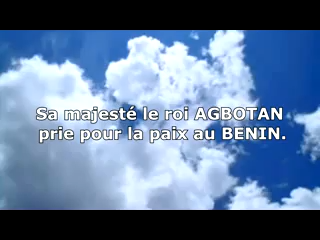 Sa majesté le roi AGBOTAN
prie pour la paix au BENIN.